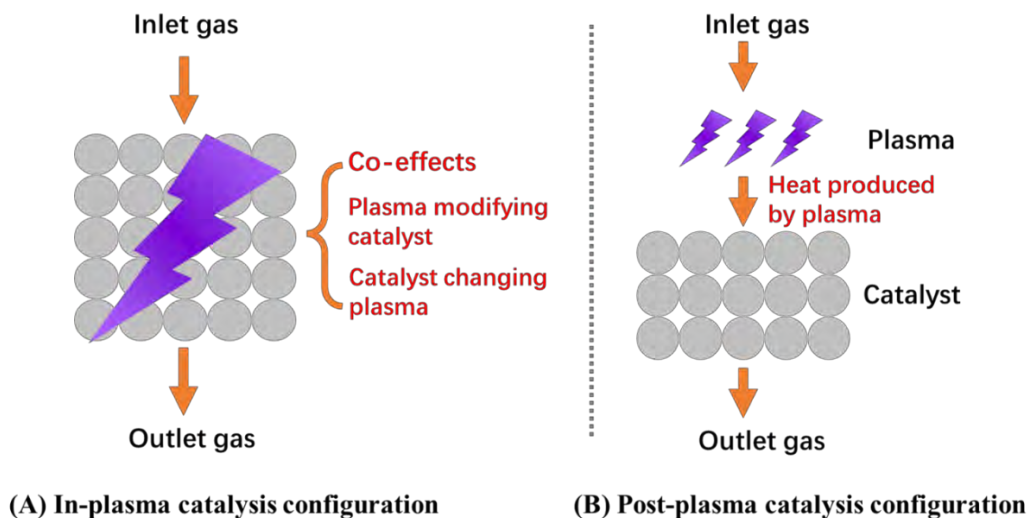 Inlet gas
Co-effects
Plasma modifying
catalyst
Catalyst changing
plasma
Outlet gas
(A) In-plasma catalysis configuration
Inlet gas
Plasma
Heat produced
by plasma
Catalyst
Outlet gas
(B) Post-plasma catalysis configuration